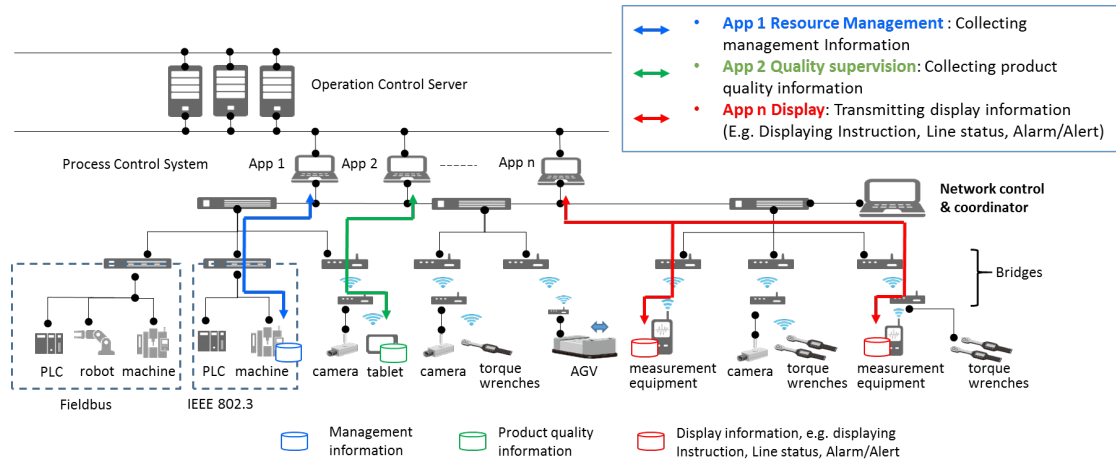 • App 1 Resource Management : Collecting
management Information
• App 2 Quality supervision: Collecting product
quality information
• App n Display: Transmitting display information
(E.g. Displaying Instruction, Line status, Alarm/Alert)
Operation Control Server
Process Control System
App 1
App 2
App n
Network control
& coordinator
Bridges
PLC
robot
machine
PLC
machine
camera
tablet
camera
torque
wrenches
AGV
measurement
equipment
camera
torque
wrenches
measurement
equipment
torque
wrenches
Fieldbus
IEEE 802.3
Management
information
Product quality
information
Display information, e.g. displaying
Instruction, Line status, Alarm/Alert